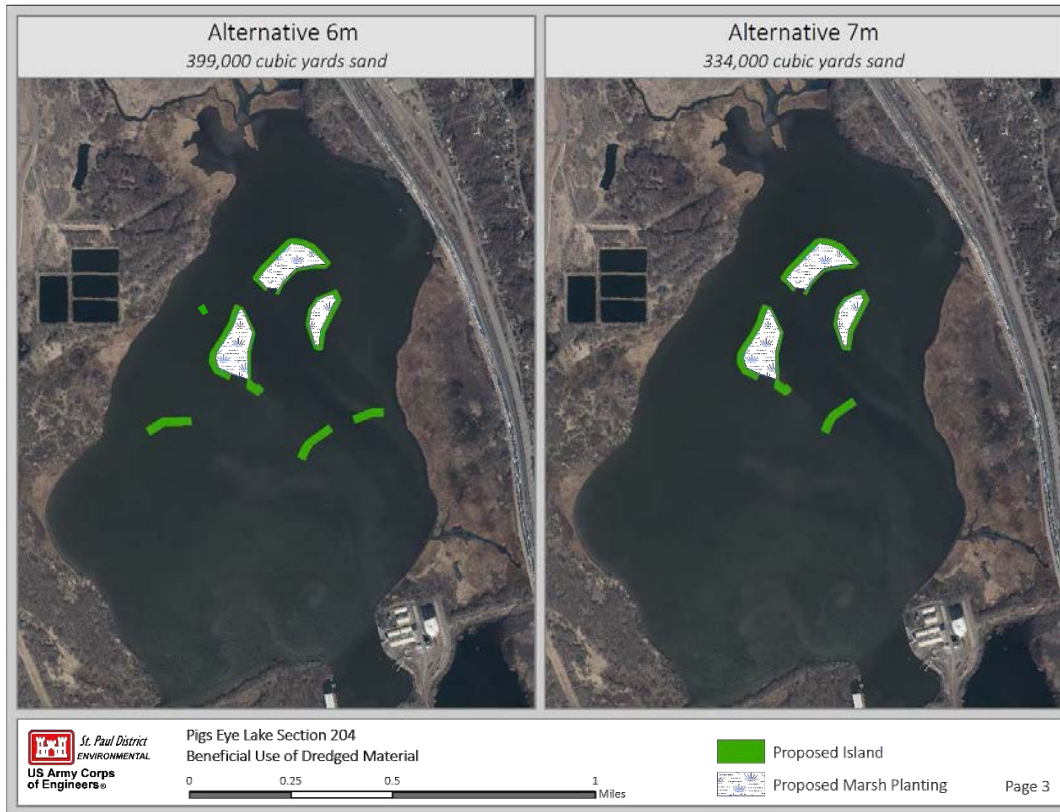 Alternative 6m
399,000 cubic yards sand
Alternative 7m
334,000 cubic yards sand
St. Paul District
ENVIRONMENTAL
US Army Corps
of Engineers®
Pigs Eye Lake Section 204
Beneficial Use of Dredged Material
0 0.25 0.5 1
Miles
Proposed Island
Proposed Marsh Planting
Page 3